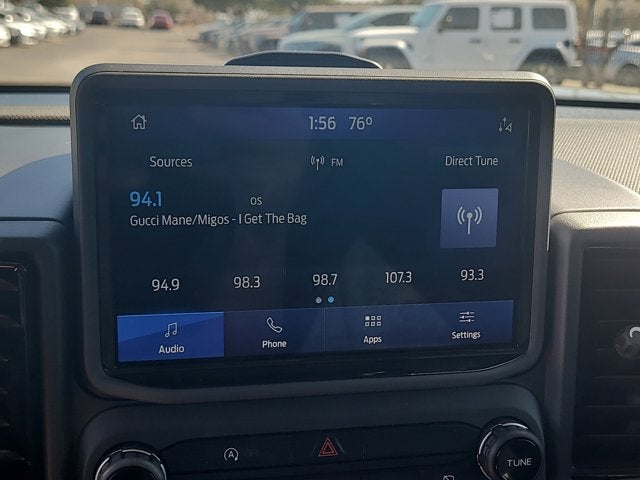 1:56 76°
Sources FM Direct Tune
94.1 OS
Gucci Mane/Migos - I Get The Bag
94.9 98.3 98.7 107.3 93.3
Audio Phone Apps Settings
A OFF
TUNE